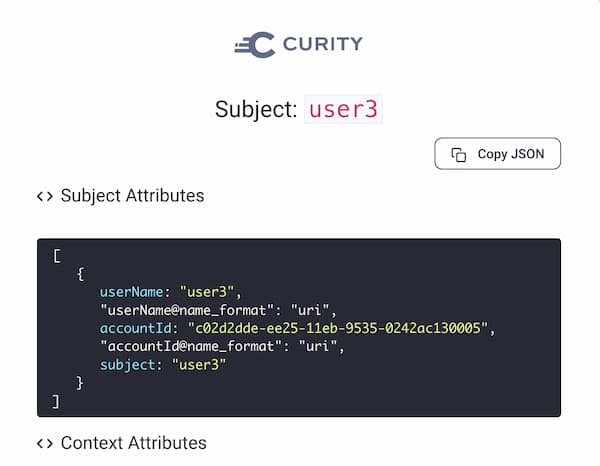 CURITY
Subject: user3
Copy JSON
<> Subject Attributes
[
{
userName: "user3",
"userName@name_format": "uri",
accountId: "c02d2dde-ee25-11eb-9535-0242ac130005",
"accountId@name_format": "uri",
subject: "user3"
}
]
<> Context Attributes